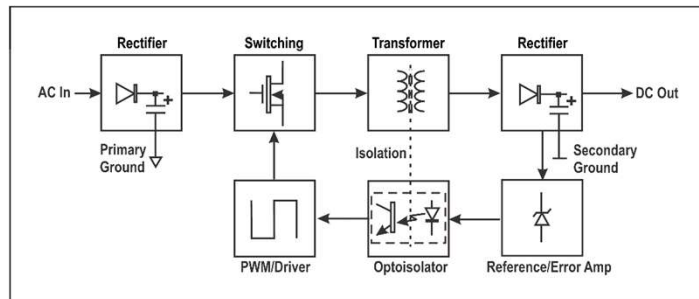 Rectifier
Switching
Transformer
Rectifier
AC In
+
+
DC Out
Primary
Ground
Isolation
Secondary
Ground
PWM/Driver
Optoisolator
Reference/Error Amp